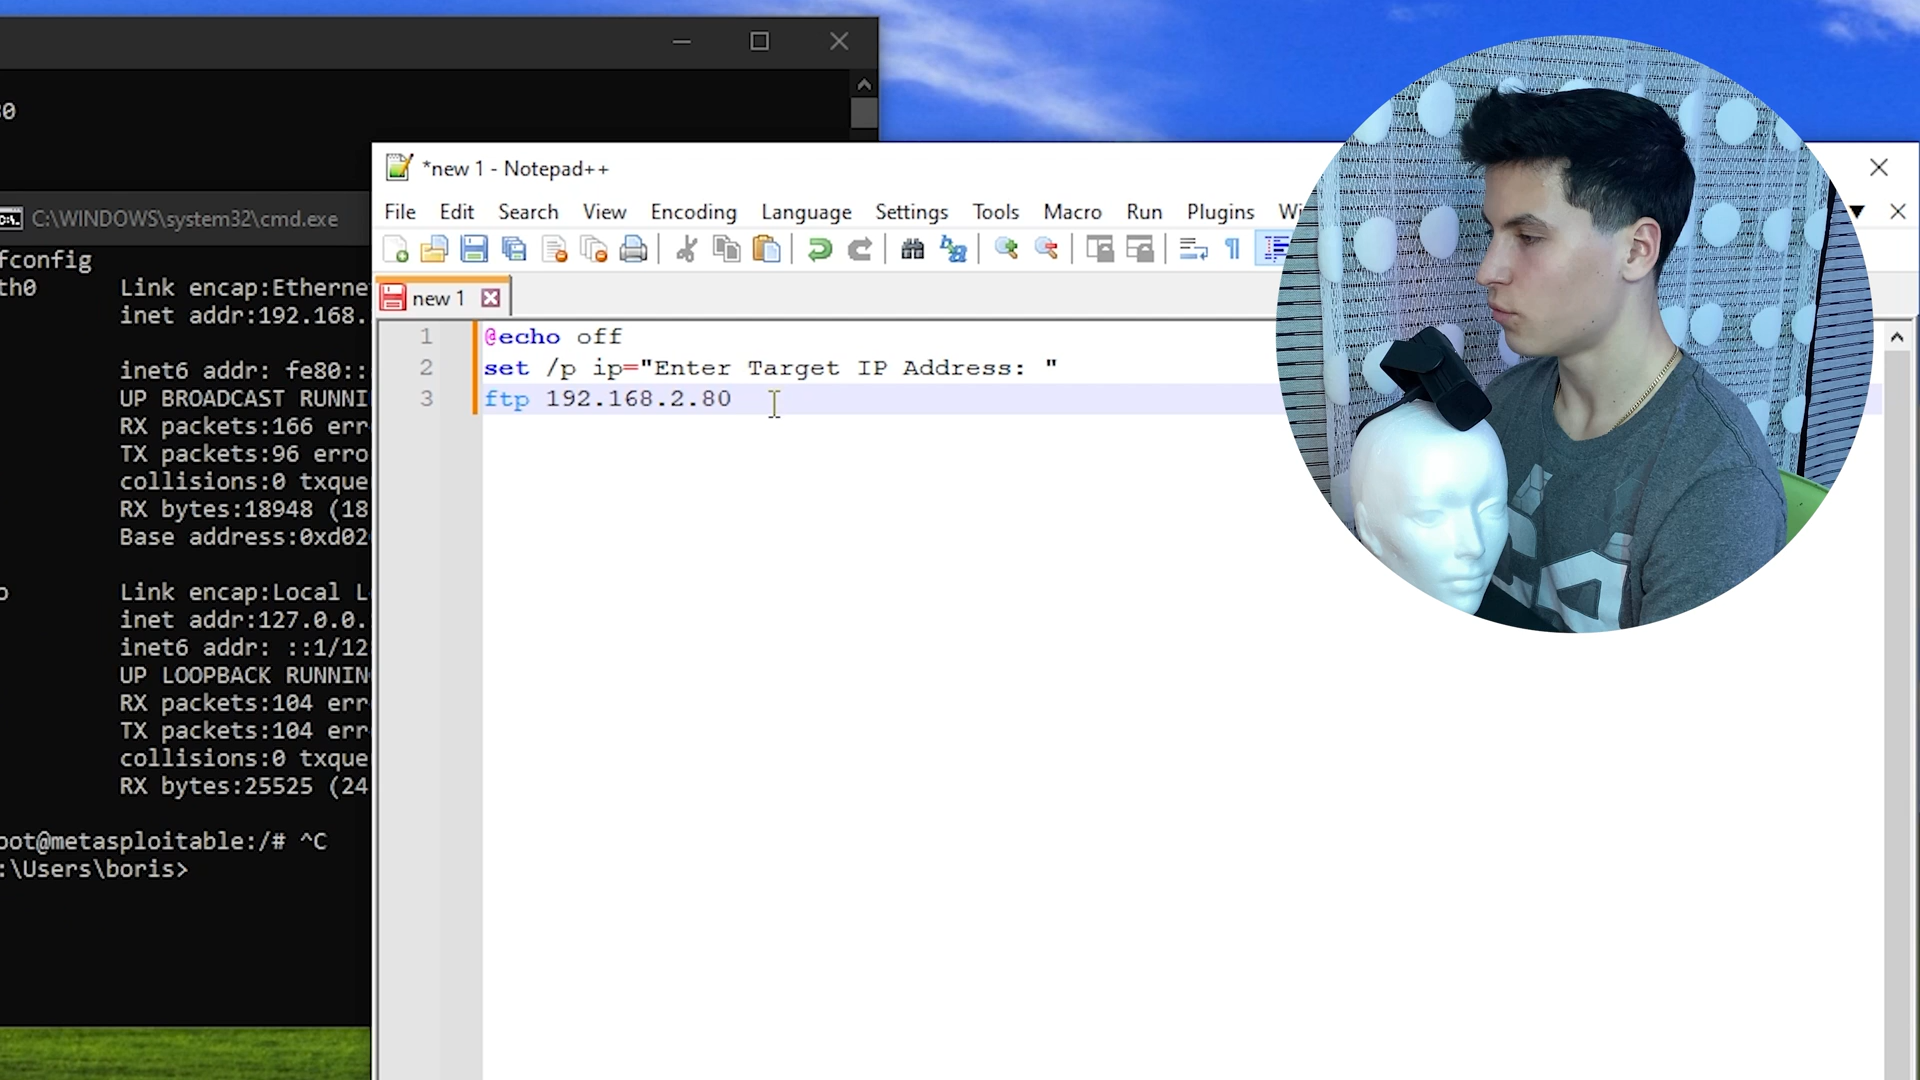 *new 1 - Notepad++
File Edit Search View Encoding Language Settings Tools Macro Run Plugins
new 1
1 @echo off
2 set /p ip="Enter Target IP Address: "
3 ftp 192.168.2.80
C:\WINDOWS\system32\cmd.exe
fconfig
th0 Link encap:Etherne
inet addr:192.168.
inet6 addr: fe80::
UP BROADCAST RUNNI
RX packets:166 err
TX packets:96 erro
collisions:0 txque
RX bytes:18948 (18
Base address:0xd02
o Link encap:Local L
inet addr:127.0.0.
inet6 addr: ::1/12
UP LOOPBACK RUNNIN
RX packets:104 err
TX packets:104 err
collisions:0 txque
RX bytes:25525 (24
oot@metasploitable:/# ^C
:\Users\boris>